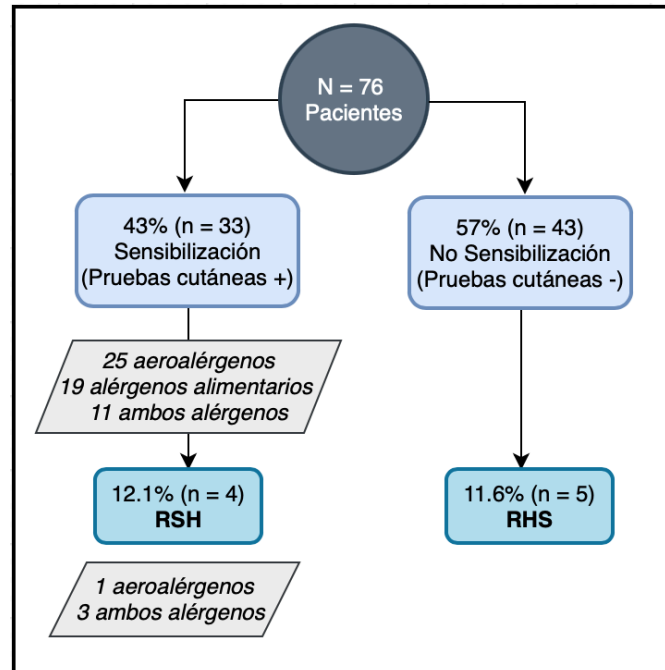 N = 76
Pacientes
43% (n = 33)
Sensibilización
(Pruebas cutáneas +)
57% (n = 43)
No Sensibilización
(Pruebas cutáneas -)
25 aeroalérgenos
19 alérgenos alimentarios
11 ambos alérgenos
12.1% (n = 4)
RSH
11.6% (n = 5)
RHS
1 aeroalérgenos
3 ambos alérgenos